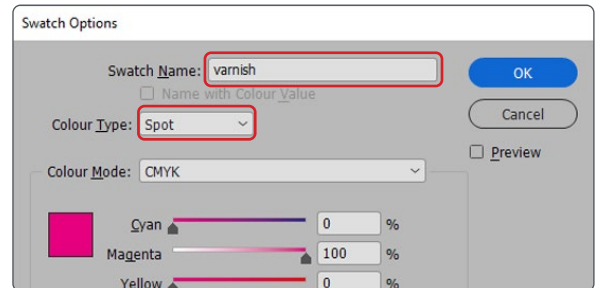 Swatch Options
Swatch Name: varnish
OK
Name with Colour Value
Colour Type: Spot
Cancel
Preview
Colour Mode: CMYK
Cyan 0 %
Magenta 100 %
Yellow 0 %